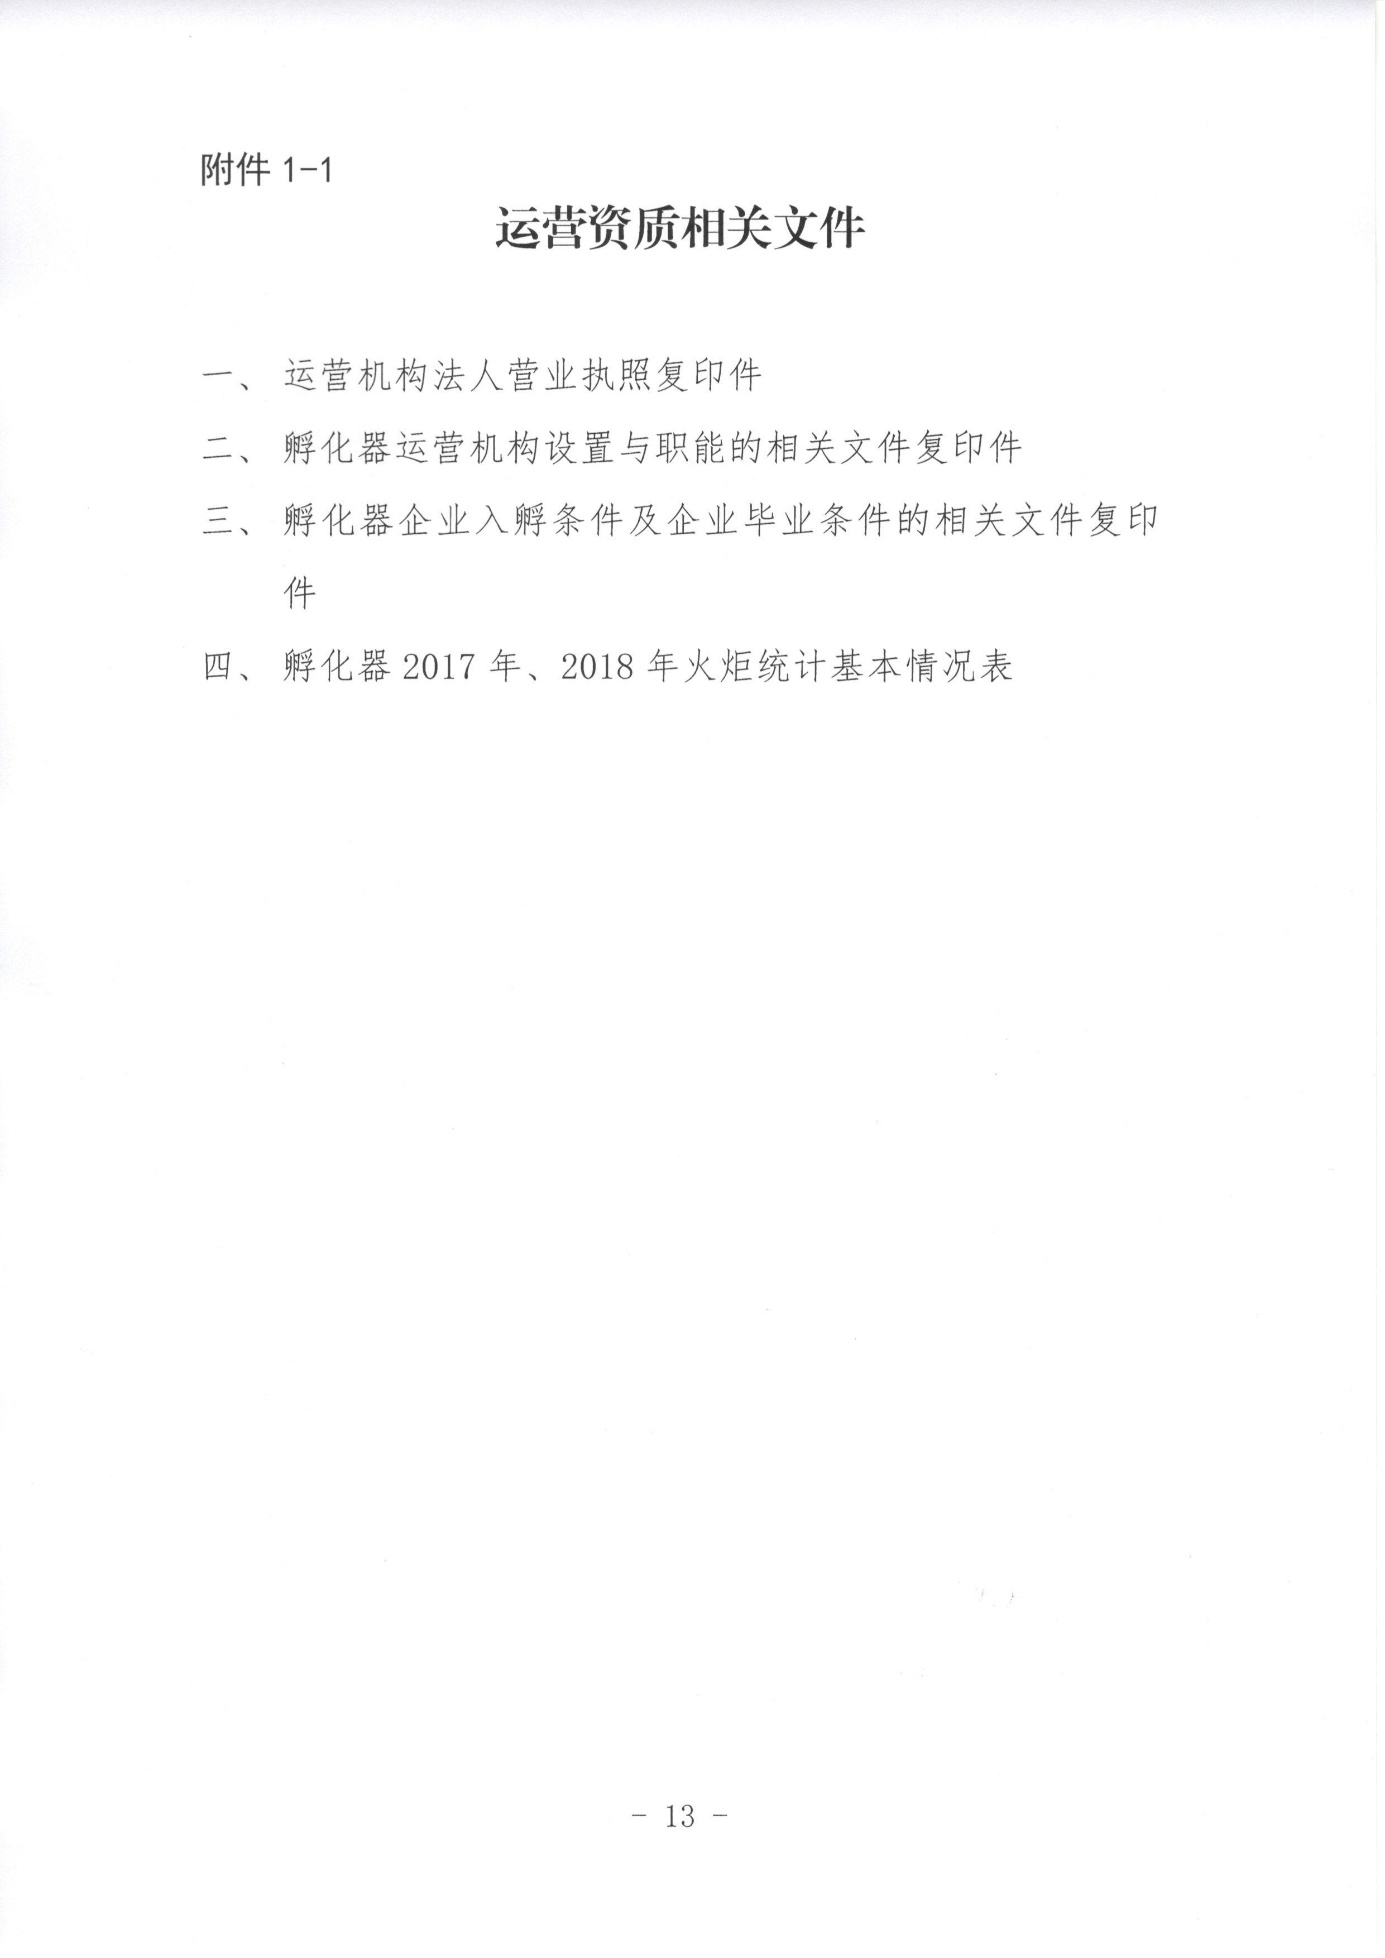 附件 1-1
运营资质相关文件
一、 运营机构法人营业执照复印件
二、 孵化器运营机构设置与职能的相关文件复印件
三、 孵化器企业入孵条件及企业毕业条件的相关文件复印
件
四、 孵化器 2017 年、2018 年火炬统计基本情况表
- 13 -